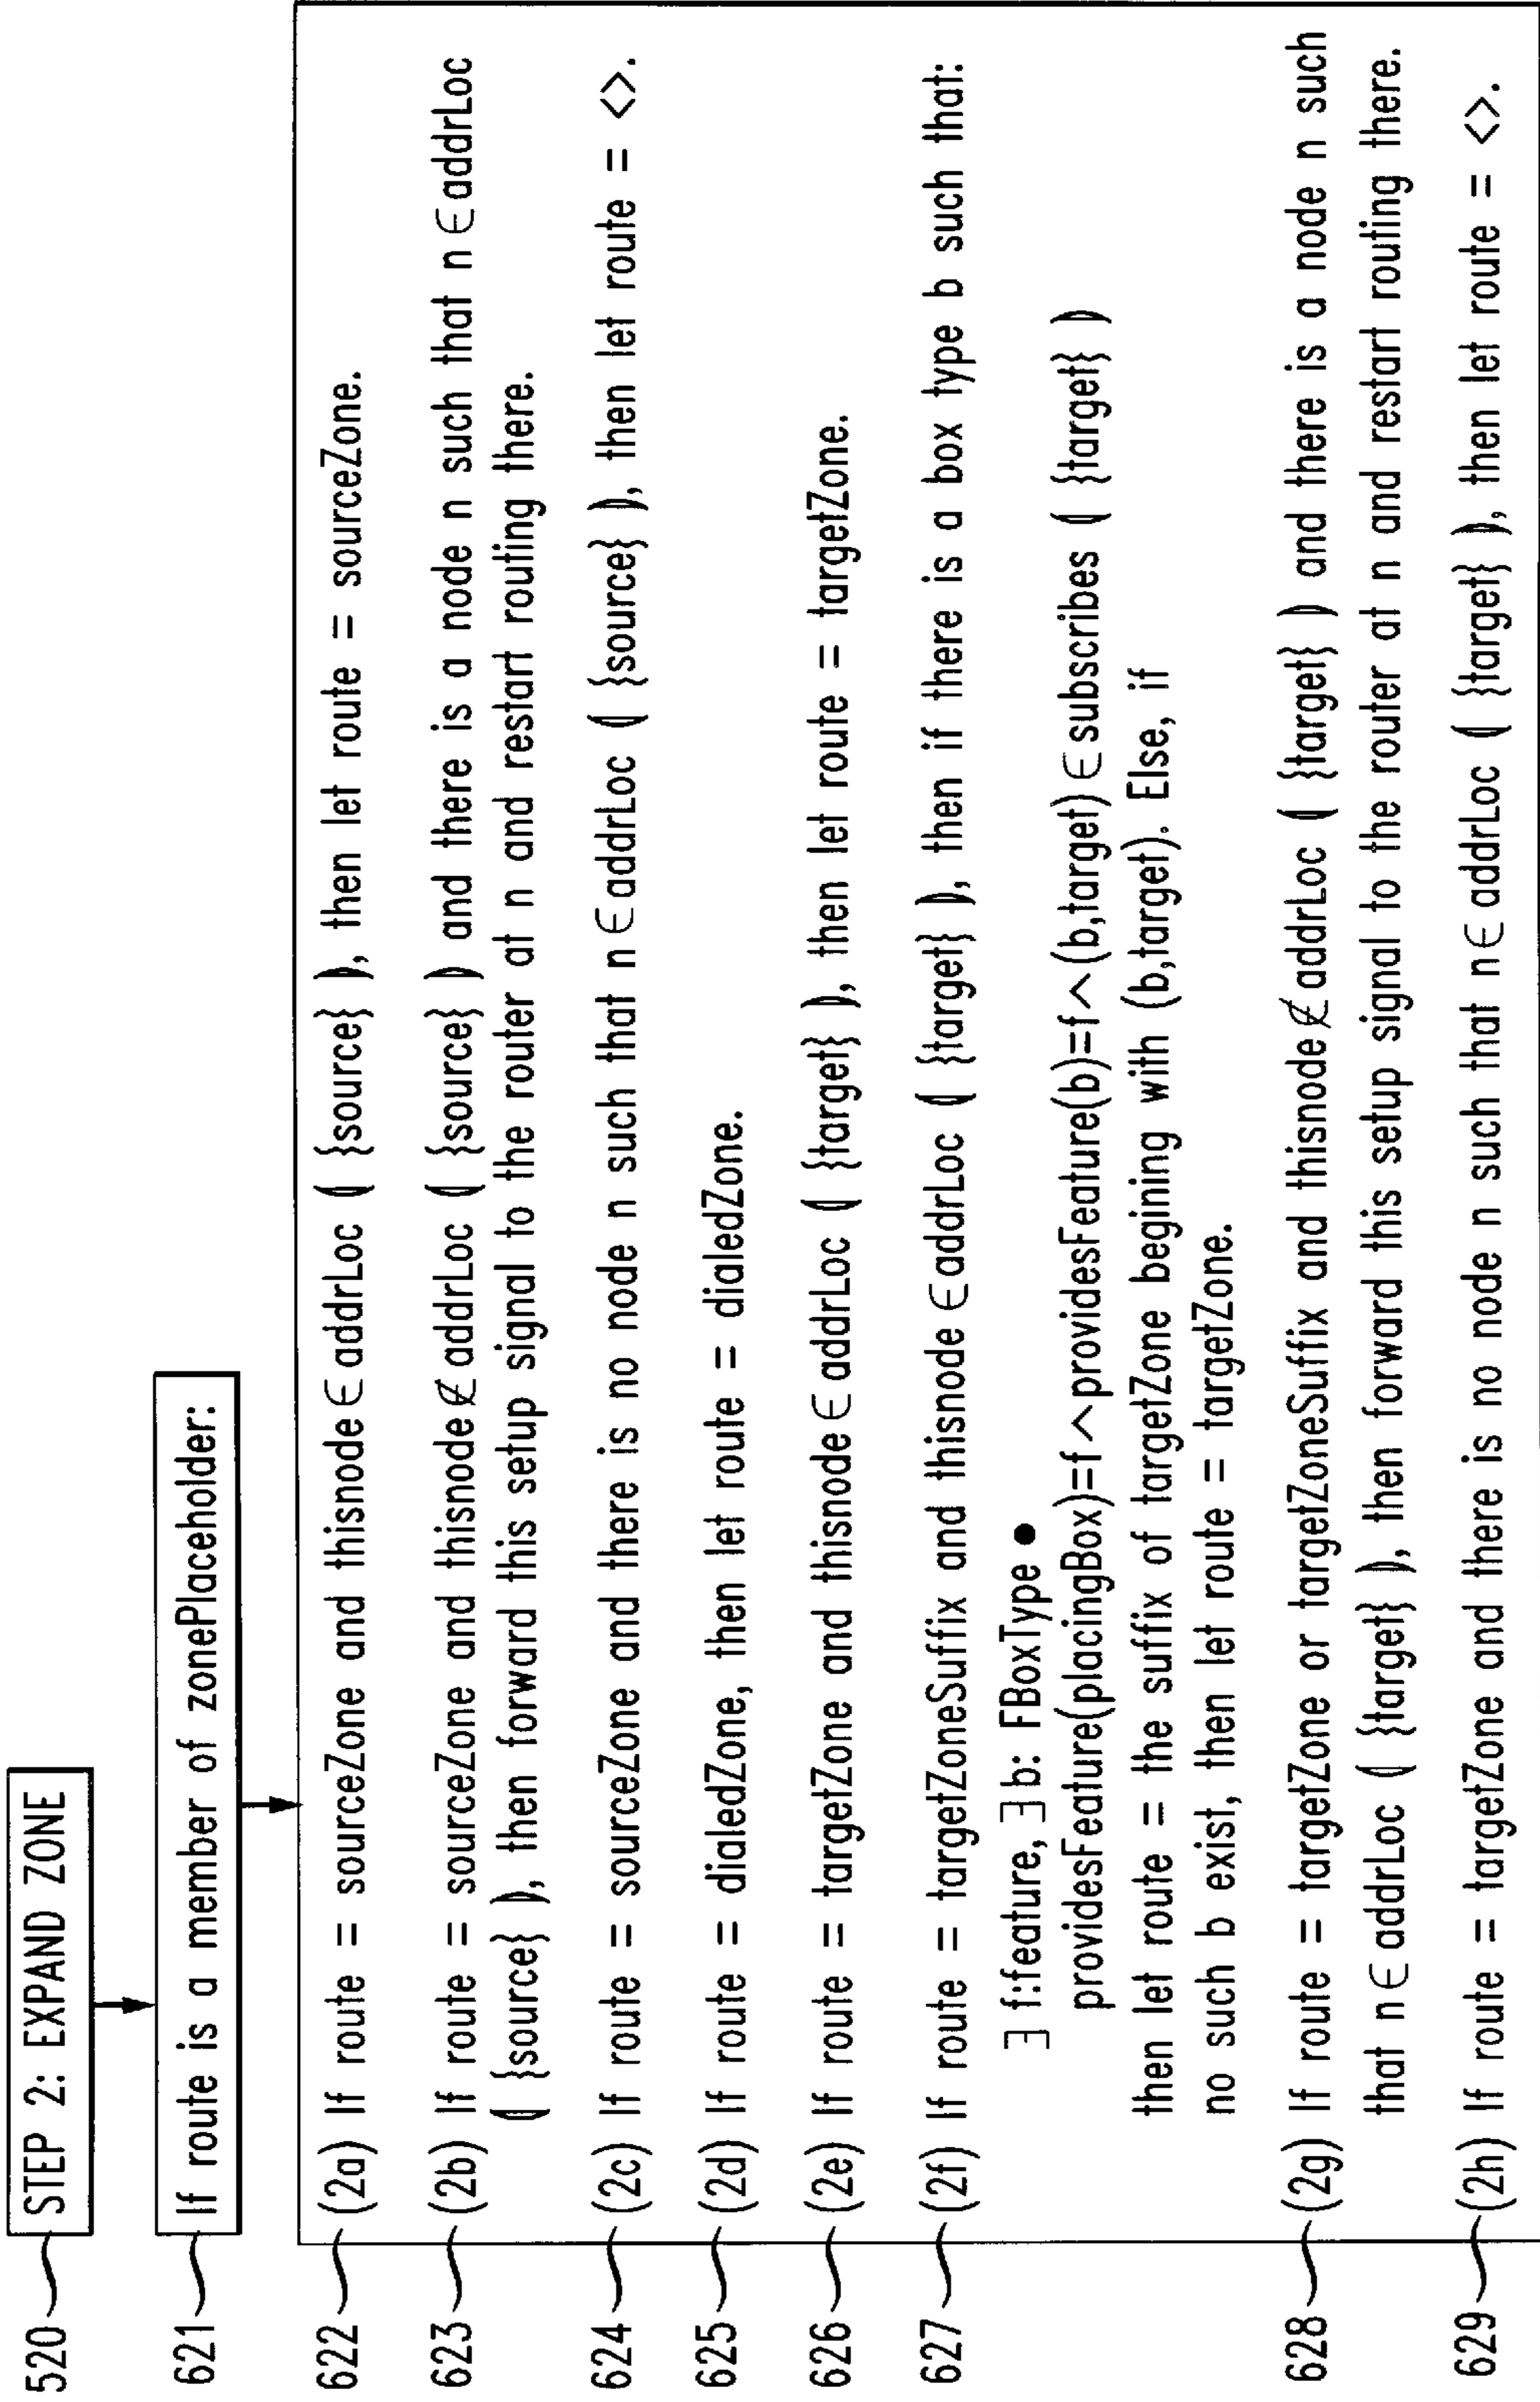 520 STEP 2: EXPAND ZONE
621 If route is a member of zonePlaceholder:
622 (2a) If route = sourceZone and thisnode ∈ addrLoc ⦇ {source} ⦈, then let route = sourceZone.
623 (2b) If route = sourceZone and thisnode ∉ addrLoc ⦇ {source} ⦈ and there is a node n such that n ∈ addrLoc
⦇ {source} ⦈, then forward this setup signal to the router at n and restart routing there.
624 (2c) If route = sourceZone and there is no node n such that n ∈ addrLoc ⦇ {source} ⦈, then let route = <>.
625 (2d) If route = dialedZone, then let route = dialedZone.
626 (2e) If route = targetZone and thisnode ∈ addrLoc ⦇ {target} ⦈, then let route = targetZone.
627 (2f) If route = targetZoneSuffix and thisnode ∈ addrLoc ⦇ {target} ⦈, then if there is a box type b such that:
∃ f:feature, ∃ b: FBoxType ●
providesFeature(placingBox)=f ∧ providesFeature(b)=f ∧ (b,target) ∈ subscribes ⦇ {target} ⦈
then let route = the suffix of targetZone begining with (b,target). Else, if
no such b exist, then let route = targetZone.
628 (2g) If route = targetZone or targetZoneSuffix and thisnode ∉ addrLoc ⦇ {target} ⦈ and there is a node n such
that n ∈ addrLoc ⦇ {target} ⦈, then forward this setup signal to the router at n and restart routing there.
629 (2h) If route = targetZone and there is no node n such that n ∈ addrLoc ⦇ {target} ⦈, then let route = <>.